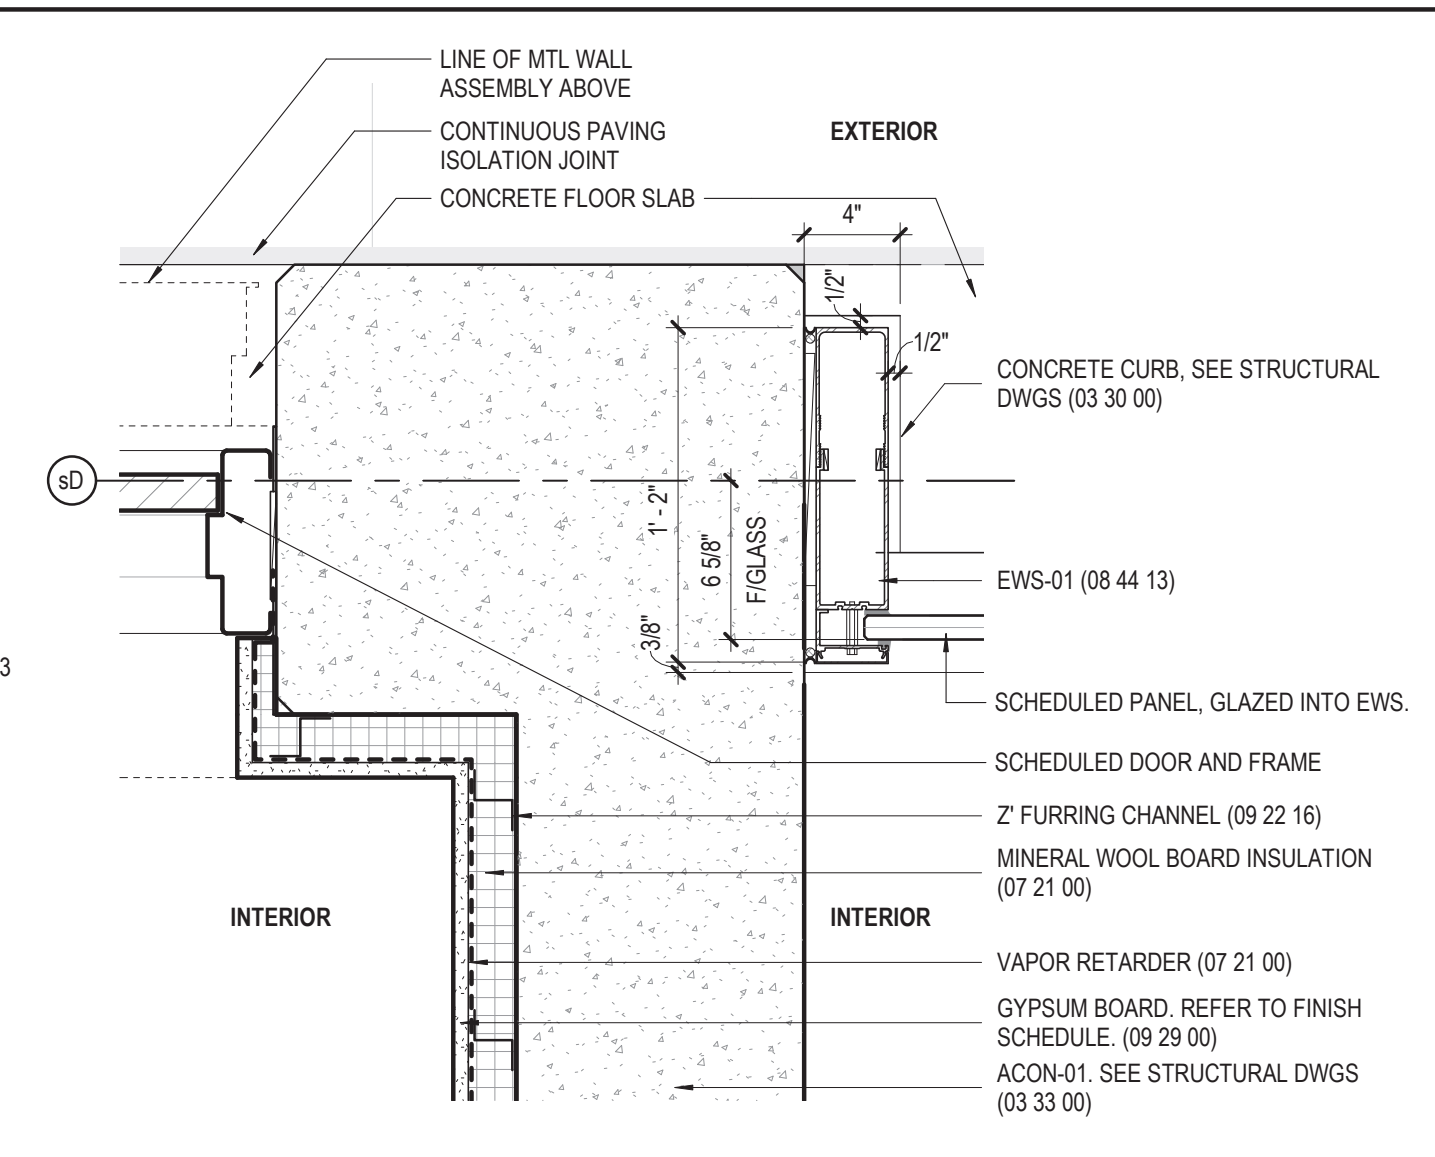 LINE OF MTL WALL
ASSEMBLY ABOVE
CONTINUOUS PAVING
ISOLATION JOINT
EXTERIOR
CONCRETE FLOOR SLAB
4"
1/2"
1/2"
CONCRETE CURB, SEE STRUCTURAL
DWGS (03 30 00)
sD
1' - 2"
6 5/8"
F/GLASS
3/8"
EWS-01 (08 44 13)
3
SCHEDULED PANEL, GLAZED INTO EWS.
SCHEDULED DOOR AND FRAME
Z' FURRING CHANNEL (09 22 16)
MINERAL WOOL BOARD INSULATION
(07 21 00)
INTERIOR
INTERIOR
VAPOR RETARDER (07 21 00)
GYPSUM BOARD. REFER TO FINISH
SCHEDULE. (09 29 00)
ACON-01. SEE STRUCTURAL DWGS
(03 33 00)